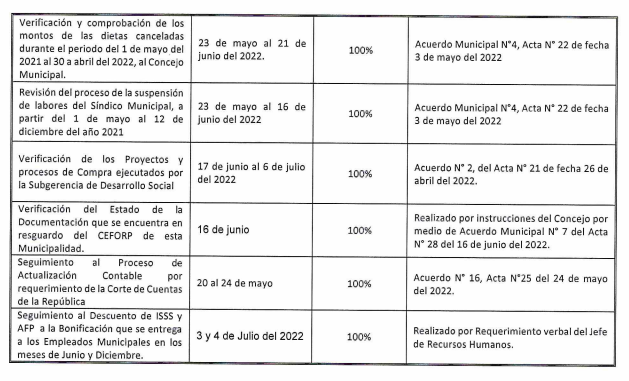 Verificación y comprobación de los
montos de las dietas canceladas
durante el periodo del 1 de mayo del
2021 al 30 a abril del 2022, al Concejo
Municipal.
23 de mayo al 21 de
junio del 2022.
100%
Acuerdo Municipal N°4, Acta N° 22 de fecha
3 de mayo del 2022
Revisión del proceso de la suspensión
de labores del Síndico Municipal, a
partir del 1 de mayo al 12 de
diciembre del año 2021
23 de mayo al 16 de
junio del 2022
100%
Acuerdo Municipal N°4, Acta N° 22 de fecha
3 de mayo del 2022
Verificación de los Proyectos y
procesos de Compra ejecutados por
la Subgerencia de Desarrollo Social
17 de junio al 6 de julio
del 2022
100%
Acuerdo N° 2, del Acta N° 21 de fecha 26 de
abril del 2022.
Verificación del Estado de la
Documentación que se encuentra en
resguardo del CEFORP de esta
Municipalidad.
16 de junio
100%
Realizado por instrucciones del Concejo por
medio de Acuerdo Municipal N° 7 del Acta
N° 28 del 16 de junio del 2022.
Seguimiento al Proceso de
Actualización Contable por
requerimiento de la Corte de Cuentas
de la República
20 al 24 de mayo
100%
Acuerdo N° 16, Acta N°25 del 24 de mayo
del 2022.
Seguimiento al Descuento de ISSS y
AFP a la Bonificación que se entrega
a los Empleados Municipales en los
meses de Junio y Diciembre.
3 y 4 de Julio del 2022
100%
Realizado por Requerimiento verbal del Jefe
de Recursos Humanos.